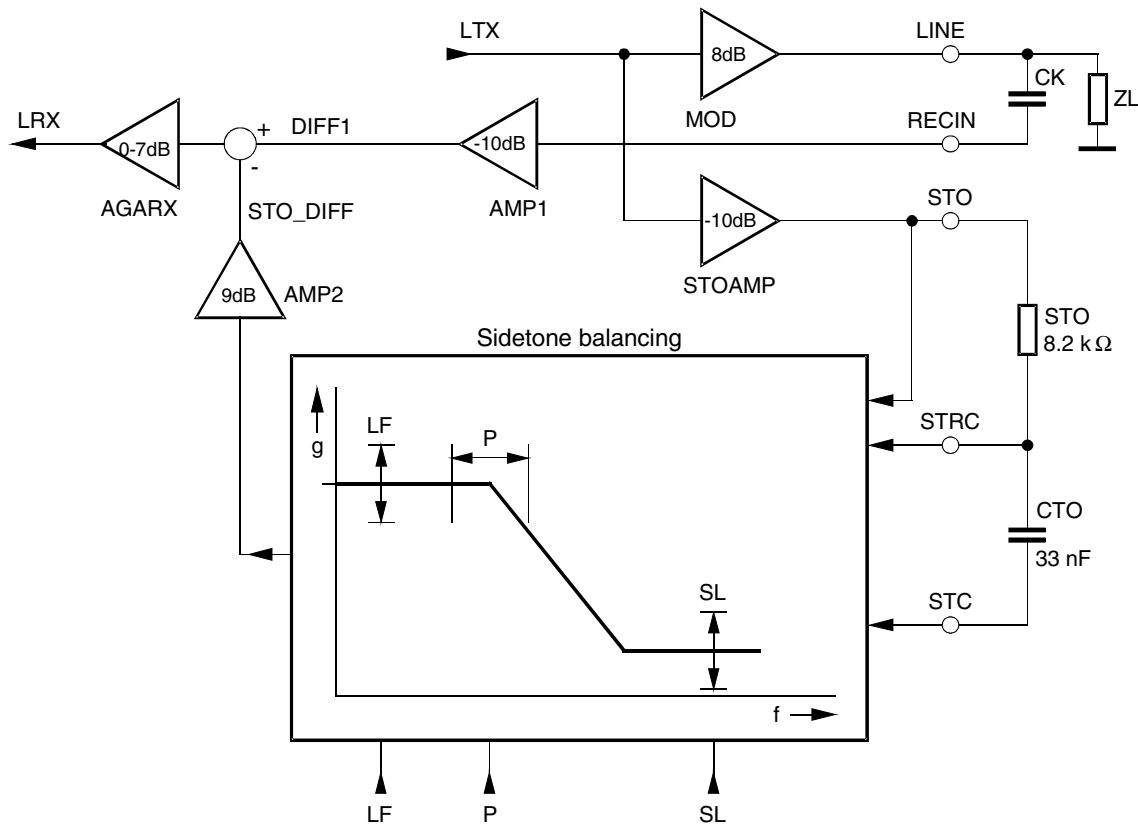 LTX
8dB
MOD
LINE
CK
ZL
LRX
0-7dB
AGARX
+
-
DIFF1
-10dB
AMP1
RECIN
STO_DIFF
-10dB
STOAMP
STO
9dB
AMP2
STO
8.2 kΩ
Sidetone balancing
g
LF
P
STRC
CTO
33 nF
SL
STC
f
LF
P
SL